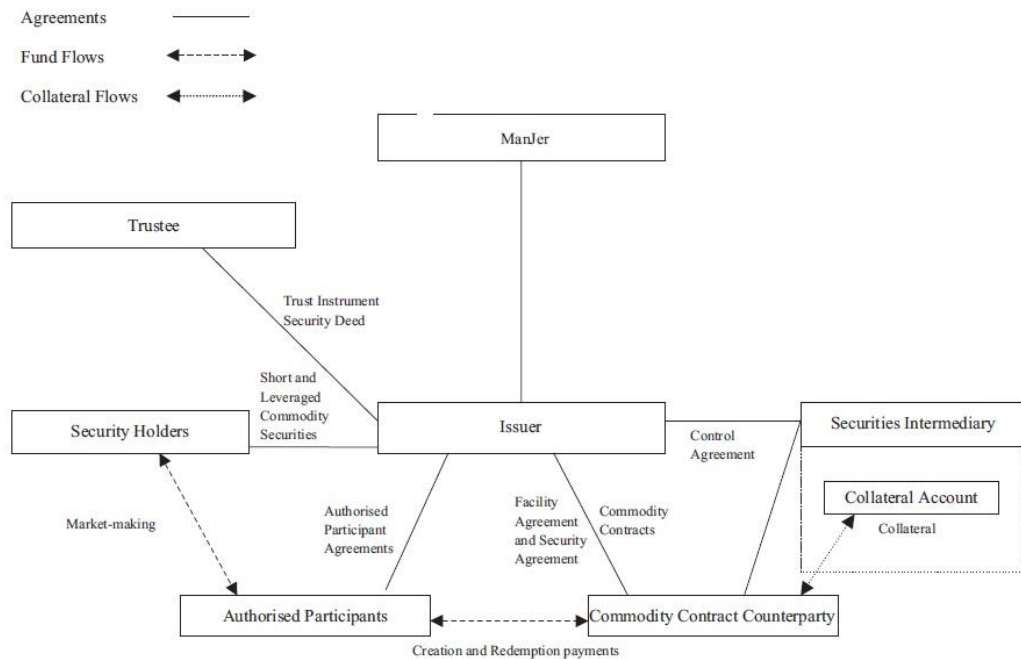 Agreements
Fund Flows
Collateral Flows
ManJer
Trustee
Trust Instrument
Security Deed
Short and
Leveraged
Commodity
Securities
Security Holders
Issuer
Control
Agreement
Securities Intermediary
Collateral Account
Collateral
Market-making
Authorised
Participant
Agreements
Facility
Agreement
and Security
Agreement
Commodity
Contracts
Authorised Participants
Commodity Contract Counterparty
Creation and Redemption payments